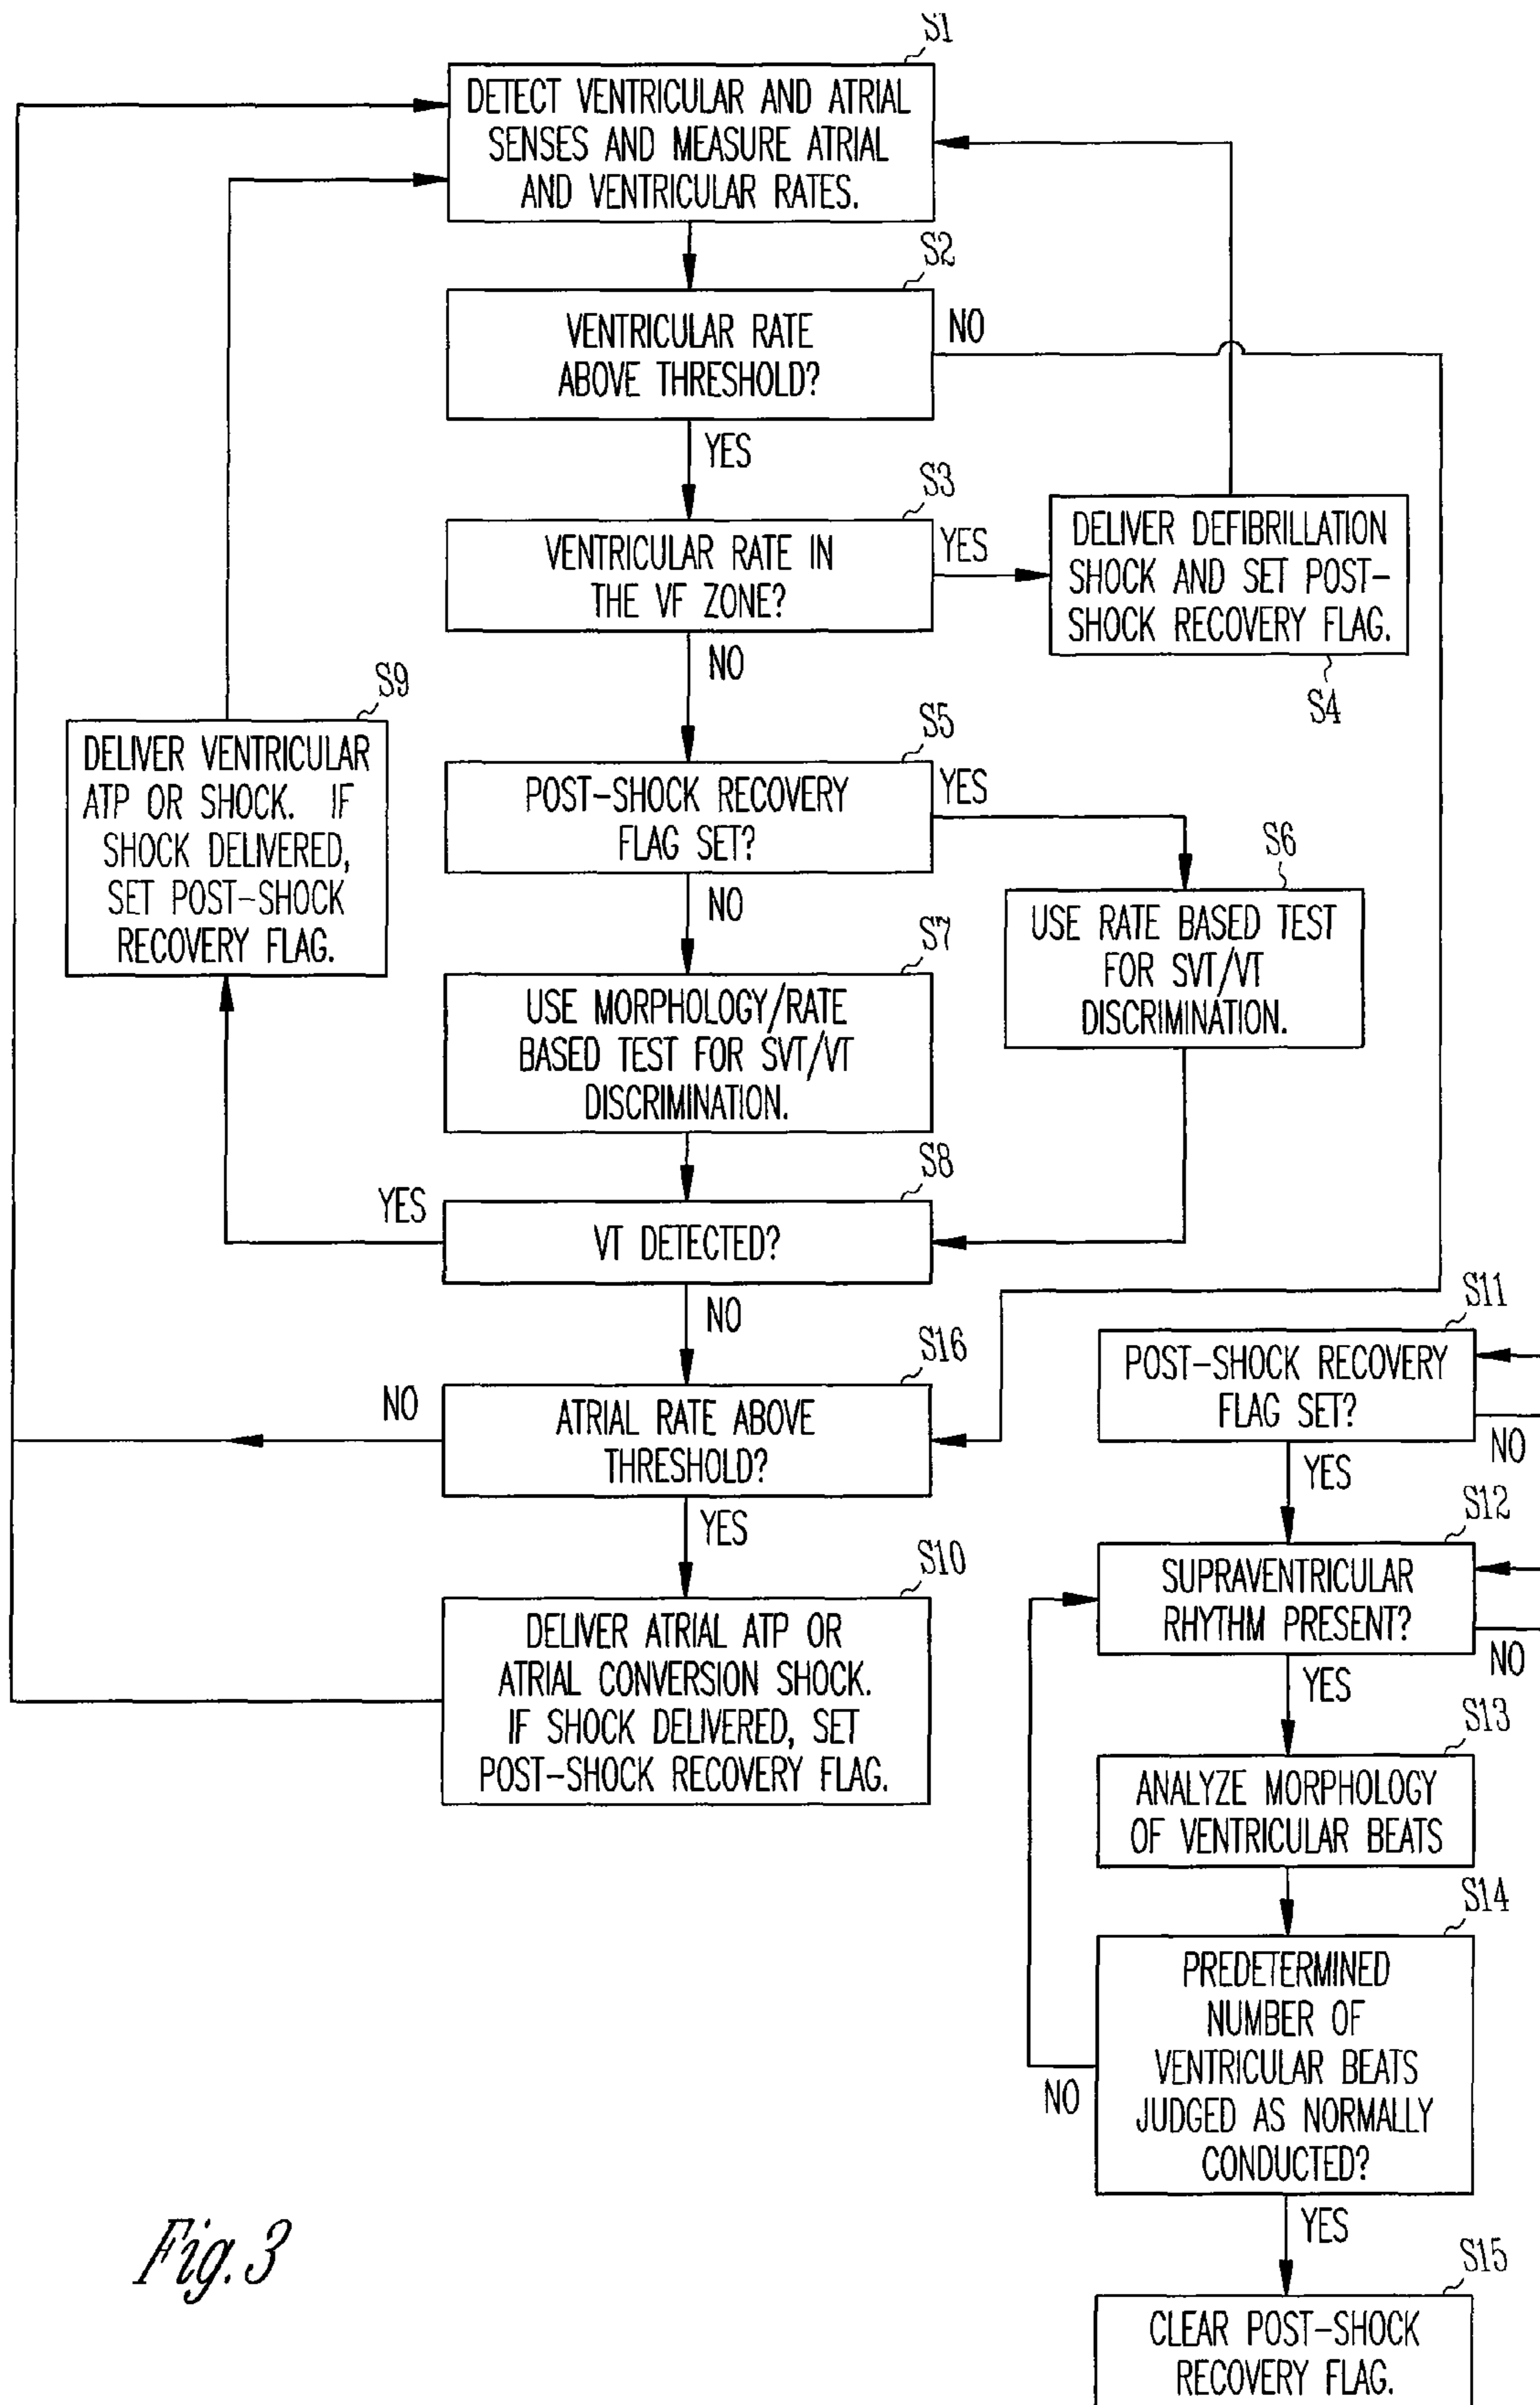 S1
DETECT VENTRICULAR AND ATRIAL
SENSES AND MEASURE ATRIAL
AND VENTRICULAR RATES.
S2
VENTRICULAR RATE
ABOVE THRESHOLD?
NO
YES
S3
VENTRICULAR RATE IN
THE VF ZONE?
YES
NO
DELIVER DEFIBRILLATION
SHOCK AND SET POST-
SHOCK RECOVERY FLAG.
S4
S9
DELIVER VENTRICULAR
ATP OR SHOCK. IF
SHOCK DELIVERED,
SET POST-SHOCK
RECOVERY FLAG.
S5
POST-SHOCK RECOVERY
FLAG SET?
YES
NO
S6
USE RATE BASED TEST
FOR SVT/VT
DISCRIMINATION.
S7
USE MORPHOLOGY/RATE
BASED TEST FOR SVT/VT
DISCRIMINATION.
S8
VT DETECTED?
YES
NO
S16
ATRIAL RATE ABOVE
THRESHOLD?
NO
YES
S10
DELIVER ATRIAL ATP OR
ATRIAL CONVERSION SHOCK.
IF SHOCK DELIVERED, SET
POST-SHOCK RECOVERY FLAG.
S11
POST-SHOCK RECOVERY
FLAG SET?
NO
YES
S12
SUPRAVENTRICULAR
RHYTHM PRESENT?
NO
YES
S13
ANALYZE MORPHOLOGY
OF VENTRICULAR BEATS
S14
PREDETERMINED
NUMBER OF
VENTRICULAR BEATS
JUDGED AS NORMALLY
CONDUCTED?
NO
YES
S15
CLEAR POST-SHOCK
RECOVERY FLAG.
Fig. 3